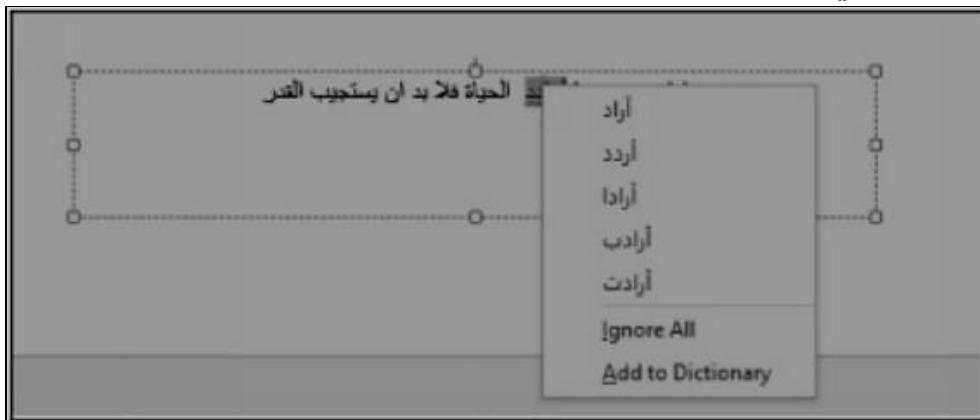 الحياة فلا بد ان يستجيب القدر
أراد
أردد
أرادا
أرادب
أرادت
Ignore All
Add to Dictionary